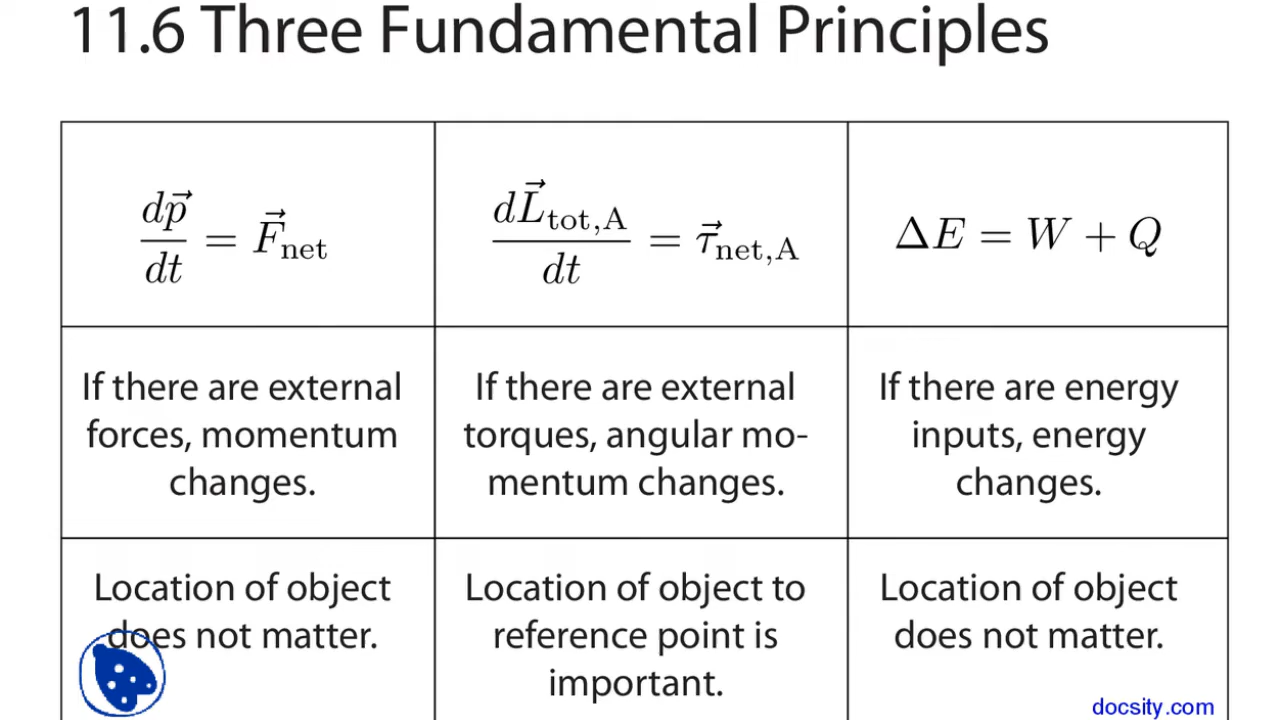 11.6 Three Fundamental Principles
dp⃗/dt = F⃗net
dL⃗tot,A/dt = τ⃗net,A
ΔE = W + Q
If there are external
forces, momentum
changes.
If there are external
torques, angular mo-
mentum changes.
If there are energy
inputs, energy
changes.
Location of object
does not matter.
Location of object to
reference point is
important.
Location of object
does not matter.
docsity.com